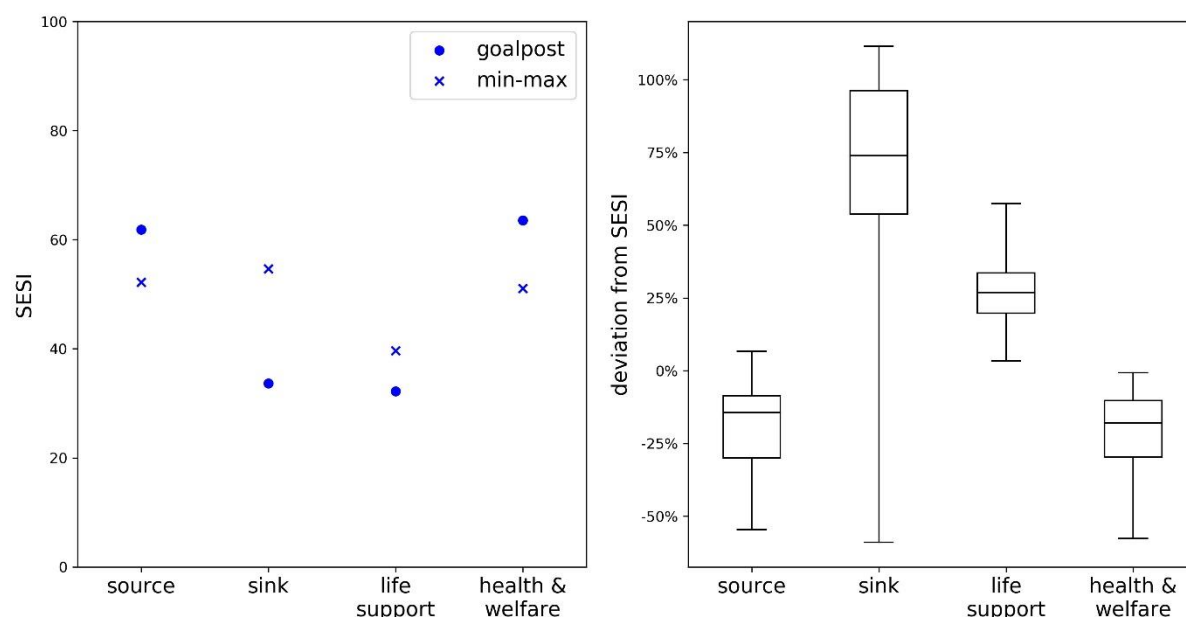 100
80
60
40
20
0
SESI
goalpost
min-max
source
sink
life
support
health &
welfare
100%
75%
50%
25%
0%
-25%
-50%
deviation from SESI
source
sink
life
support
health &
welfare